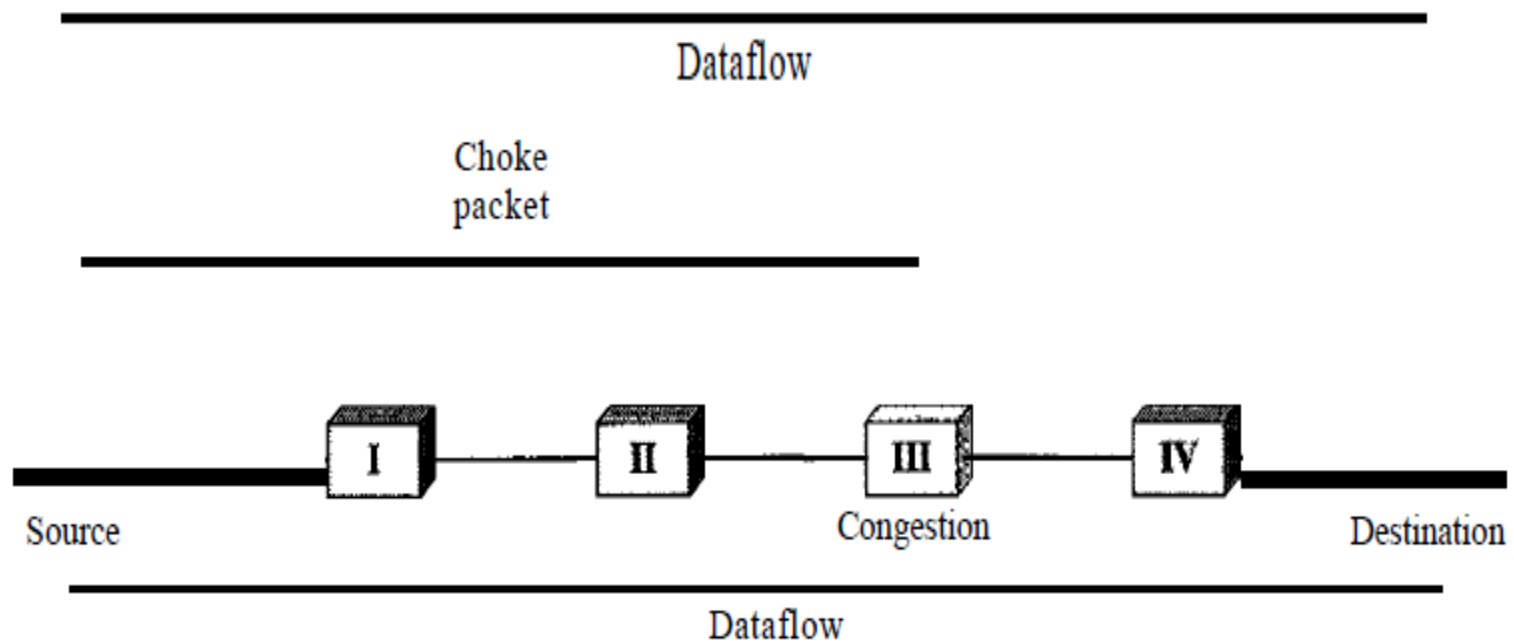 Dataflow
Choke
packet
I II III IV
Source Congestion Destination
Dataflow